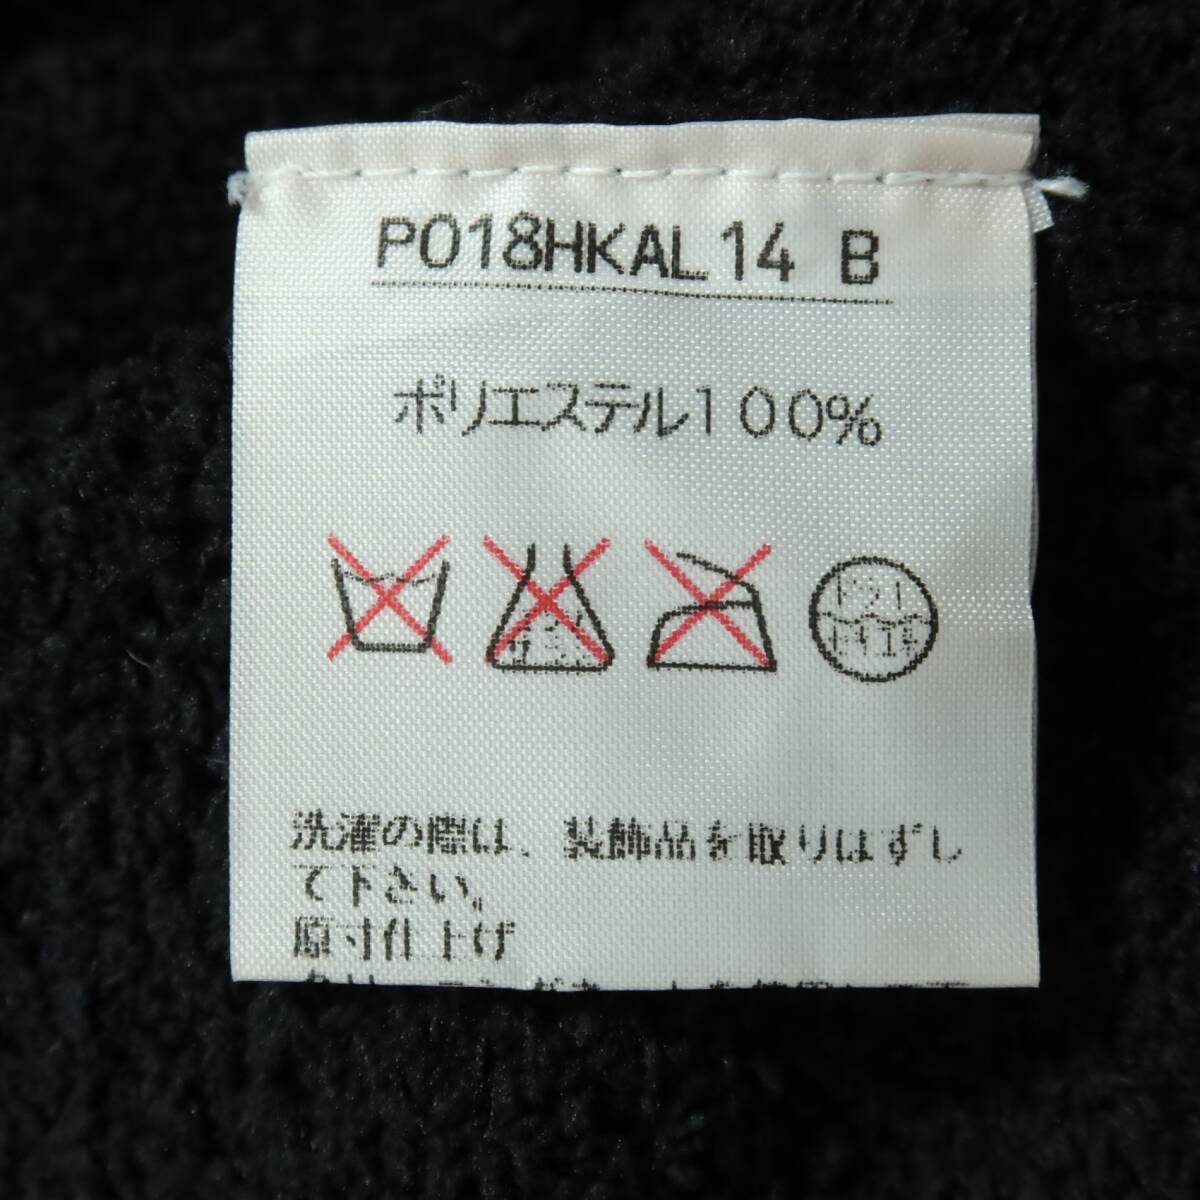 P018HKAL14 B
ポリエステル100%
洗濯の際は、装飾品を取りはずし
て下さい。
原寸仕上げ